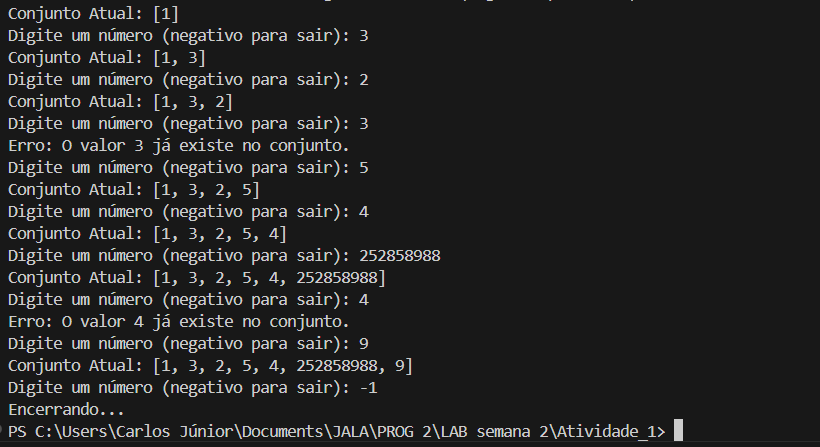 Conjunto Atual: [1]
Digite um número (negativo para sair): 3
Conjunto Atual: [1, 3]
Digite um número (negativo para sair): 2
Conjunto Atual: [1, 3, 2]
Digite um número (negativo para sair): 3
Erro: O valor 3 já existe no conjunto.
Digite um número (negativo para sair): 5
Conjunto Atual: [1, 3, 2, 5]
Digite um número (negativo para sair): 4
Conjunto Atual: [1, 3, 2, 5, 4]
Digite um número (negativo para sair): 252858988
Conjunto Atual: [1, 3, 2, 5, 4, 252858988]
Digite um número (negativo para sair): 4
Erro: O valor 4 já existe no conjunto.
Digite um número (negativo para sair): 9
Conjunto Atual: [1, 3, 2, 5, 4, 252858988, 9]
Digite um número (negativo para sair): -1
Encerrando...
PS C:\Users\Carlos Júnior\Documents\JALA\PROG 2\LAB semana 2\Atividade_1>